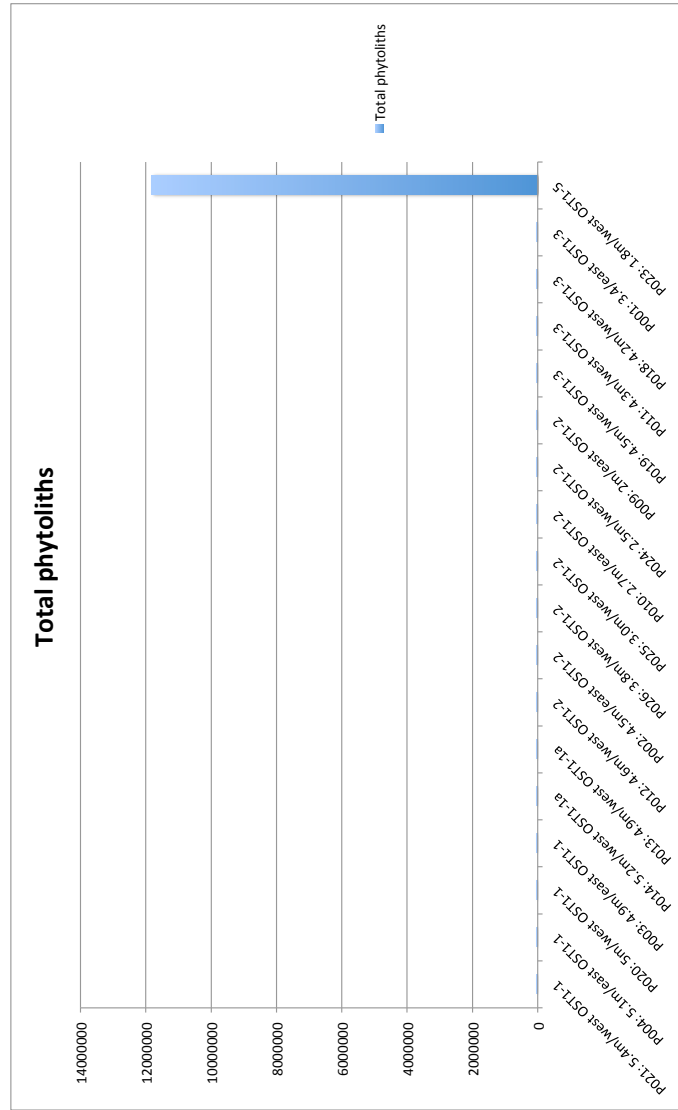 Total phytoliths
14000000
12000000
10000000
8000000
6000000
4000000
2000000
0
P021: 5.4m/west OST1-1
P004: 5.1m/east OST1-1
P020: 5m/west OST1-1
P003: 4.9m/east OST1-1
P014: 5.2m/west OST1-1a
P013: 4.9m/west OST1-1a
P012: 4.6m/west OST1-2
P002: 4.5m/east OST1-2
P026: 3.8m/west OST1-2
P025: 3.0m/west OST1-2
P010: 2.7m/east OST1-2
P024: 2.5m/west OST1-2
P009: 2m/east OST1-2
P019: 4.5m/west OST1-3
P011: 4.3m/west OST1-3
P018: 4.2m/west OST1-3
P001: 3.4/east OST1-3
P023: 1.8m/west OST1-5
Total phytoliths